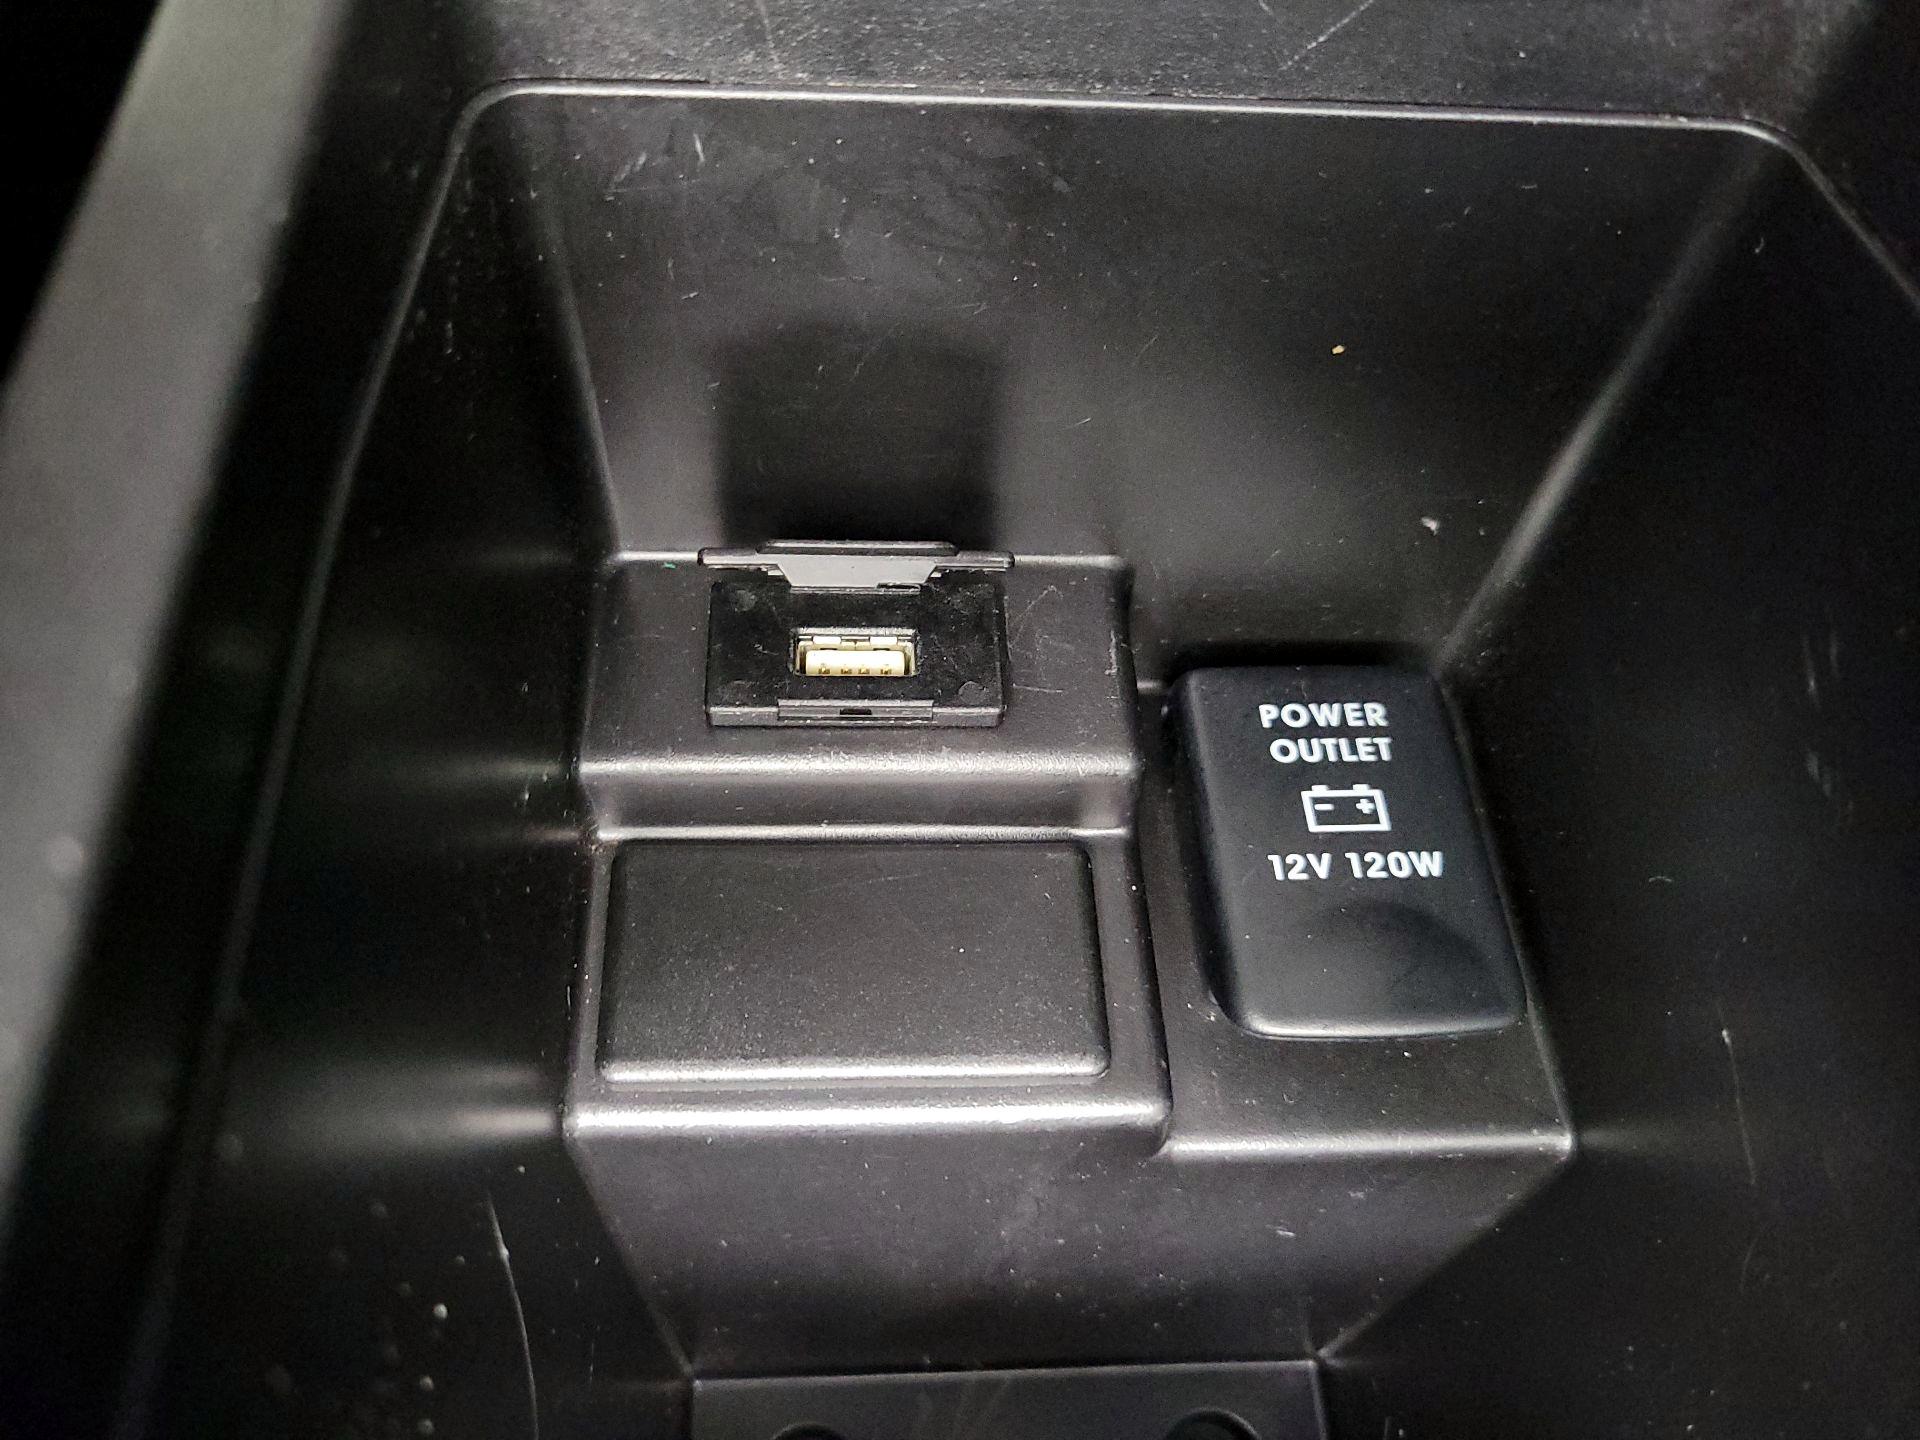 POWER
OUTLET
- +
12V 120W